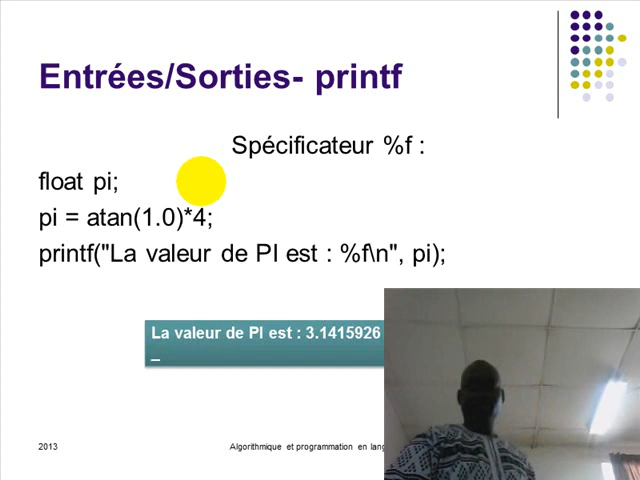 Entrées/Sorties- printf
Spécificateur %f :
float pi;
pi = atan(1.0)*4;
printf("La valeur de PI est : %f\n", pi);
La valeur de PI est : 3.1415926
_
2013
Algorithmique et programmation en